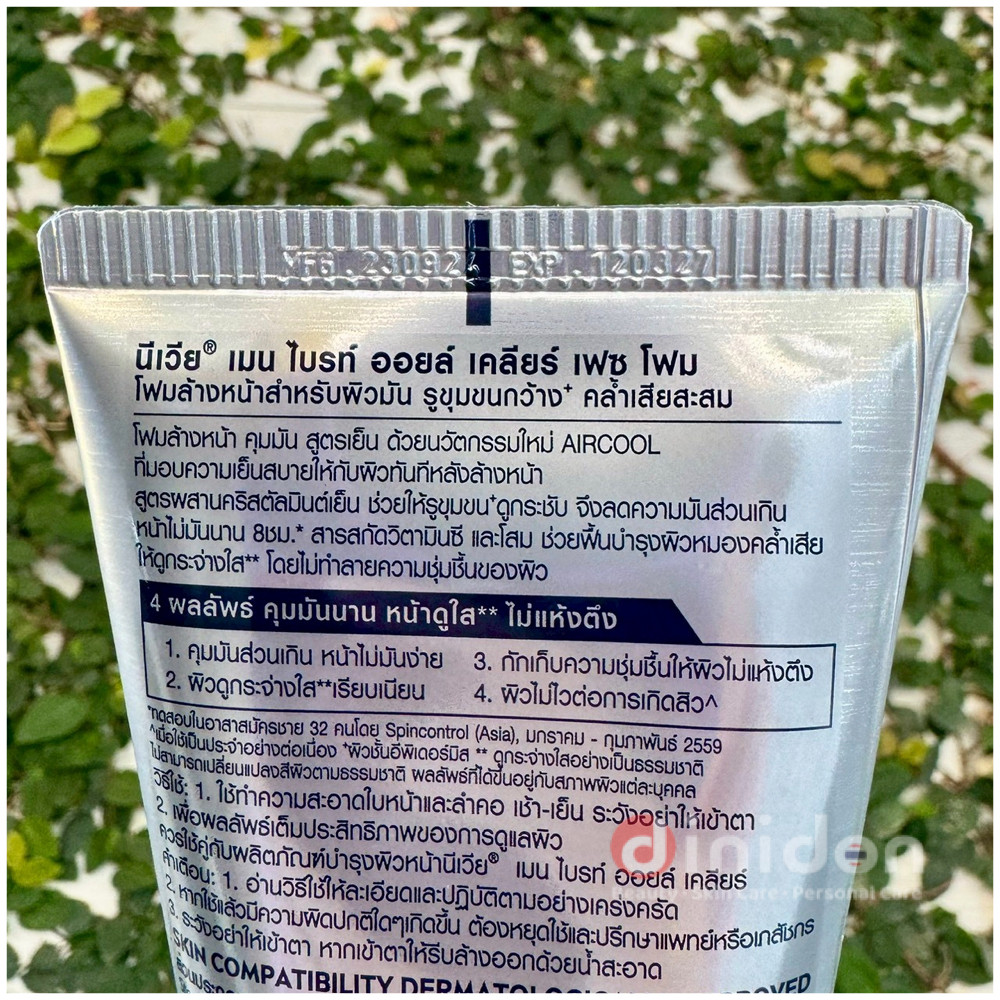 MFG . 230924 EXP . 120327
นีเวีย® เมน ไบรท์ ออยล์ เคลียร์ เฟซ โฟม
โฟมล้างหน้าสำหรับผิวมัน รูขุมขนกว้าง+ คล้ำเสียสะสม
โฟมล้างหน้า คุมมัน สูตรเย็น ด้วยนวัตกรรมใหม่ AIRCOOL
ที่มอบความเย็นสบายให้กับผิวทันทีหลังล้างหน้า
สูตรผสานคริสตัลมินต์เย็น ช่วยให้รูขุมขน+ดูกระชับ จึงลดความมันส่วนเกิน
หน้าไม่มันนาน 8ชม.* สารสกัดวิตามินซี และโสม ช่วยฟื้นบำรุงผิวหมองคล้ำเสีย
ให้ดูกระจ่างใส** โดยไม่ทำลายความชุ่มชื้นของผิว
4 ผลลัพธ์ คุมมันนาน หน้าดูใส** ไม่แห้งตึง
1. คุมมันส่วนเกิน หน้าไม่มันง่าย
2. ผิวดูกระจ่างใส**เรียบเนียน
3. กักเก็บความชุ่มชื้นให้ผิวไม่แห้งตึง
4. ผิวไม่ไวต่อการเกิดสิว^
*ทดสอบในอาสาสมัครชาย 32 คนโดย Spincontrol (Asia), มกราคม - กุมภาพันธ์ 2559
^เมื่อใช้เป็นประจำอย่างต่อเนื่อง +ผิวชั้นอีพิเดอร์มิส ** ดูกระจ่างใสอย่างเป็นธรรมชาติ
ไม่สามารถเปลี่ยนแปลงสีผิวตามธรรมชาติ ผลลัพธ์ที่ได้ขึ้นอยู่กับสภาพผิวแต่ละบุคคล
วิธีใช้: 1. ใช้ทำความสะอาดใบหน้าและลำคอ เช้า-เย็น ระวังอย่าให้เข้าตา
2. เพื่อผลลัพธ์เต็มประสิทธิภาพของการดูแลผิว
ควรใช้คู่กับผลิตภัณฑ์บำรุงผิวหน้านีเวีย® เมน ไบรท์ ออยล์ เคลียร์
คำเตือน: 1. อ่านวิธีใช้ให้ละเอียดและปฏิบัติตามอย่างเคร่งครัด
2. หากใช้แล้วมีความผิดปกติใดๆเกิดขึ้น ต้องหยุดใช้และปรึกษาแพทย์หรือเภสัชกร
3. ระวังอย่าให้เข้าตา หากเข้าตาให้รีบล้างออกด้วยน้ำสะอาด
SKIN COMPATIBILITY DERMATOLOGICALLY APPROVED
diniden
Beauty - Skin Care - Personal Care